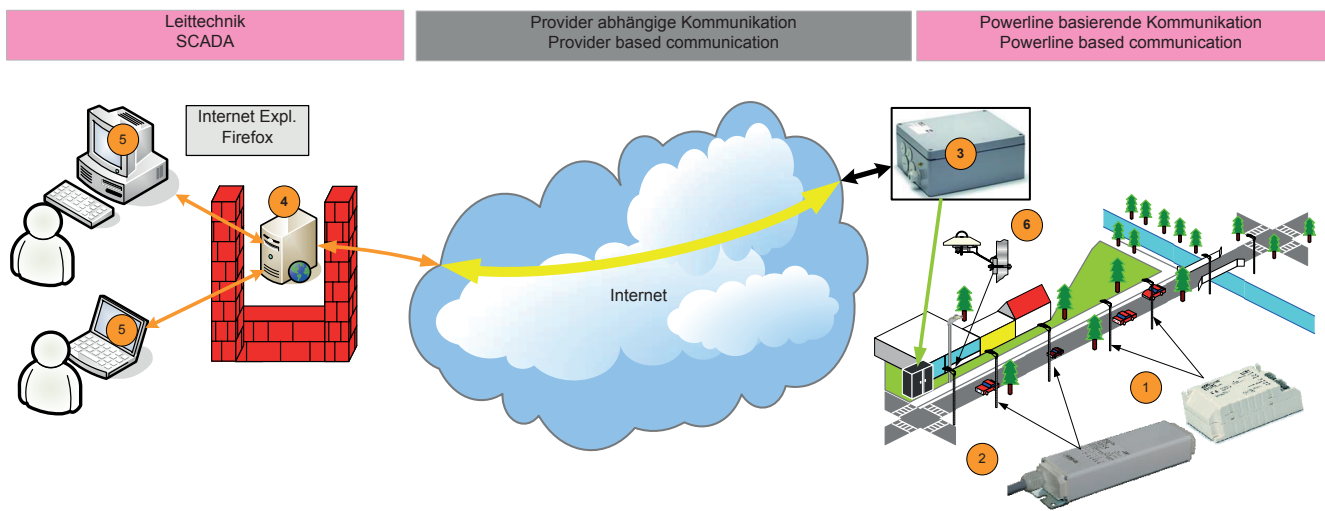 Leittechnik
SCADA
Provider abhängige Kommunikation
Provider based communication
Powerline basierende Kommunikation
Powerline based communication
Internet Expl.
Firefox
5
4
5
Internet
3
6
1
2